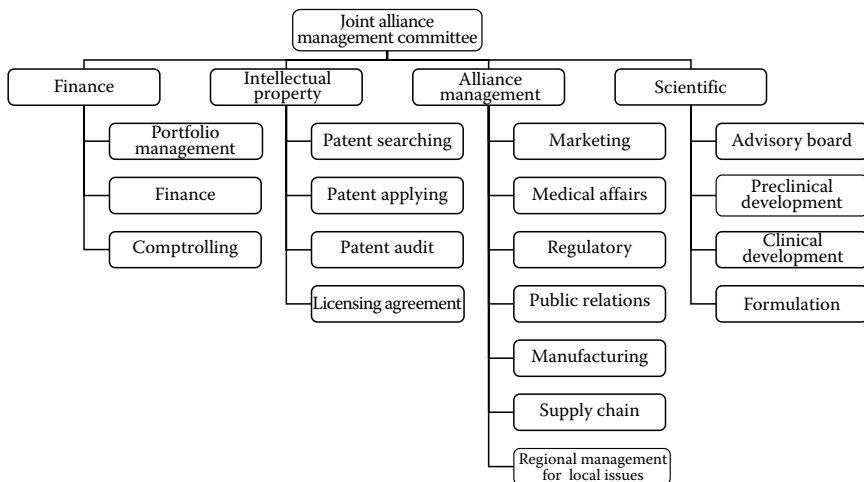 Joint alliance
management committee
Finance
Intellectual
property
Alliance
management
Scientific
Portfolio
management
Finance
Comptrolling
Patent searching
Patent applying
Patent audit
Licensing agreement
Marketing
Medical affairs
Regulatory
Public relations
Manufacturing
Supply chain
Regional management
for local issues
Advisory board
Preclinical
development
Clinical
development
Formulation